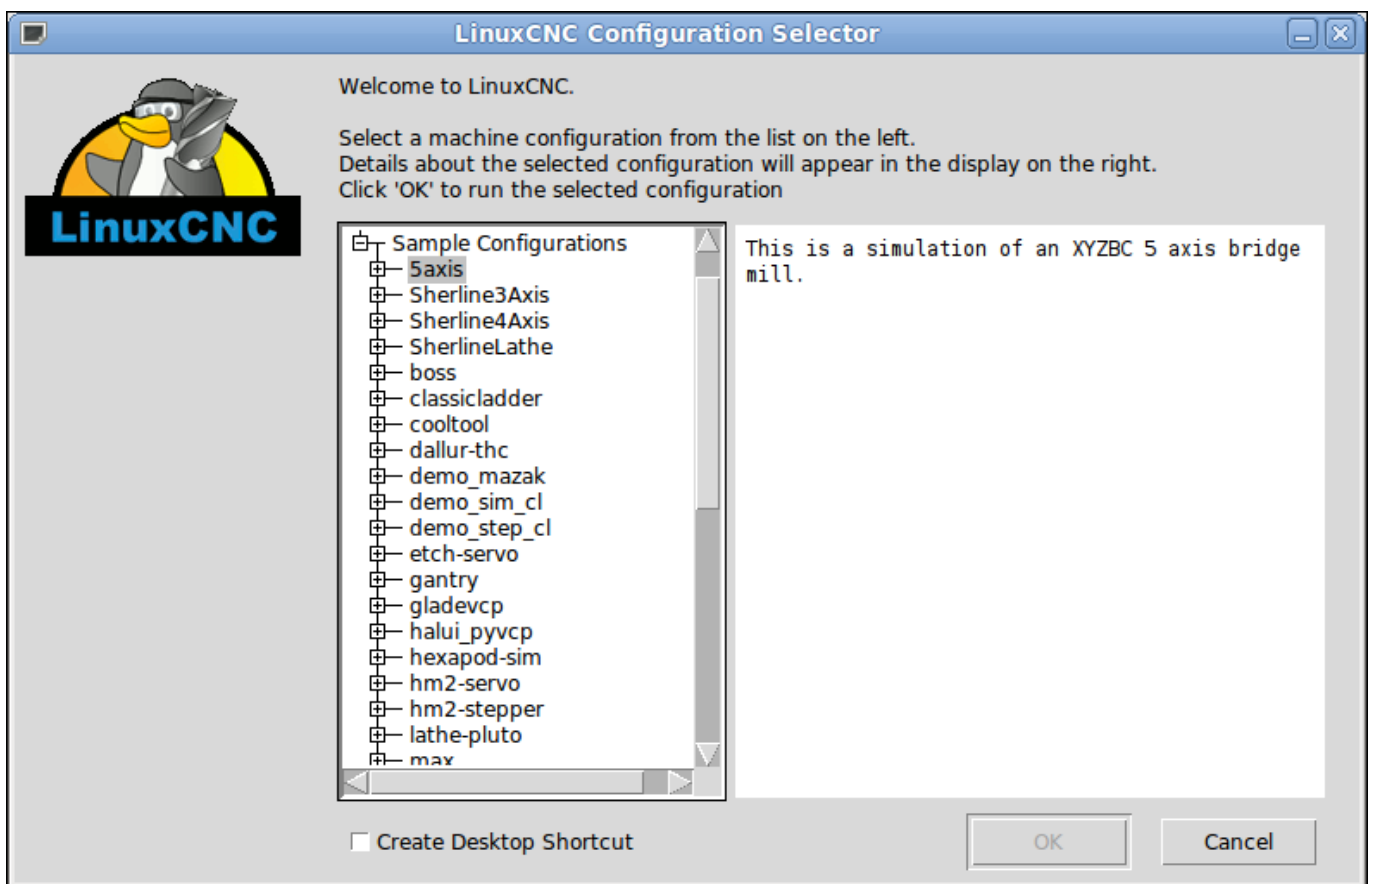 LinuxCNC Configuration Selector
LinuxCNC
Welcome to LinuxCNC.
Select a machine configuration from the list on the left.
Details about the selected configuration will appear in the display on the right.
Click 'OK' to run the selected configuration
Sample Configurations
5axis
Sherline3Axis
Sherline4Axis
SherlineLathe
boss
classicladder
cooltool
dallur-thc
demo_mazak
demo_sim_cl
demo_step_cl
etch-servo
gantry
gladevcp
halui_pyvcp
hexapod-sim
hm2-servo
hm2-stepper
lathe-pluto
max
This is a simulation of an XYZBC 5 axis bridge
mill.
Create Desktop Shortcut
OK
Cancel